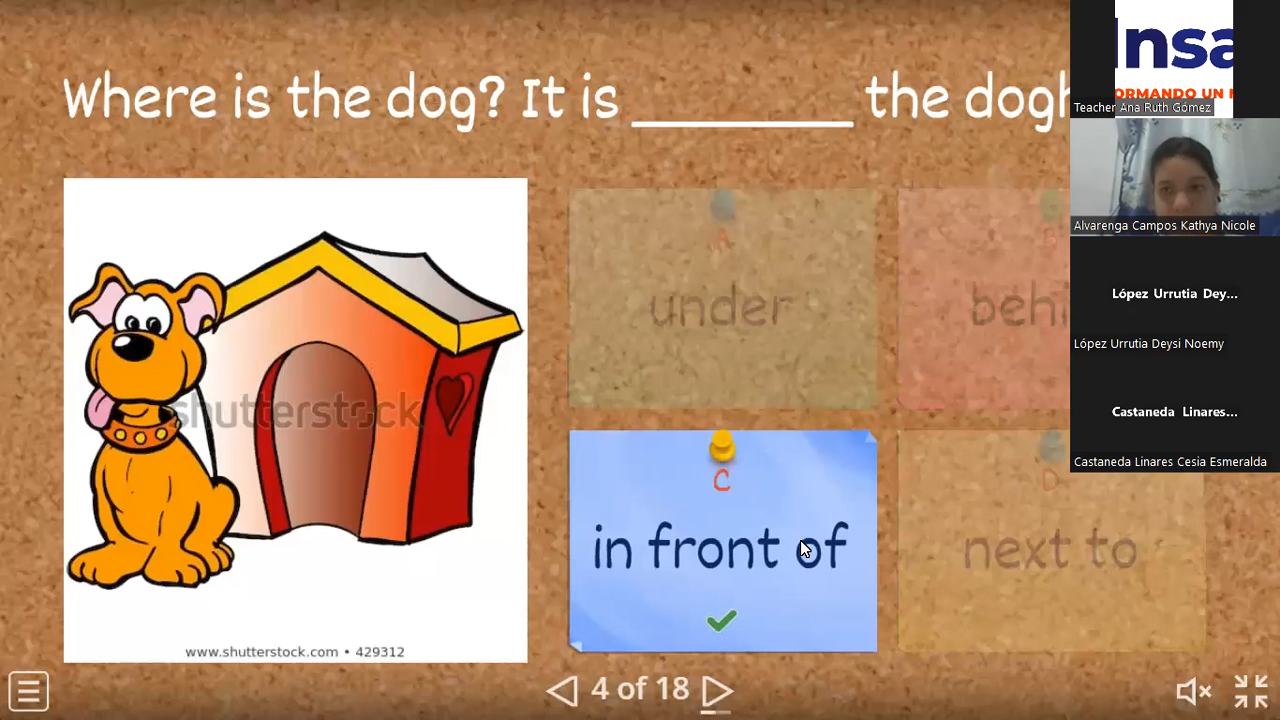 Where is the dog? It is ________ the dogh
A
under
behi
C
in front of
D
next to
shutterstock
www.shutterstock.com • 429312
4 of 18
Insa
ORMANDO UN
Teacher Ana Ruth Gómez
Alvarenga Campos Kathya Nicole
López Urrutia Dey...
López Urrutia Deysi Noemy
Castaneda Linares...
Castaneda Linares Cesia Esmeralda